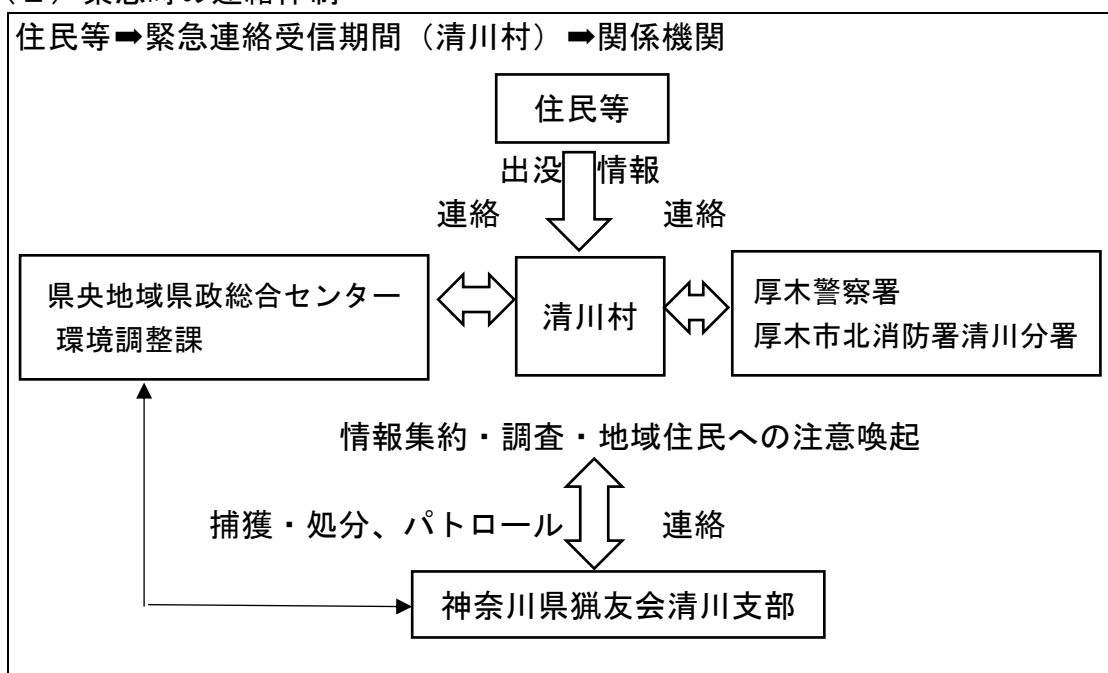 住民等➡緊急連絡受信期間（清川村）➡関係機関
住民等
出没　情報
連絡　連絡
県央地域県政総合センター
環境調整課
清川村
厚木警察署
厚木市北消防署清川分署
情報集約・調査・地域住民への注意喚起
捕獲・処分、パトロール　連絡
神奈川県猟友会清川支部